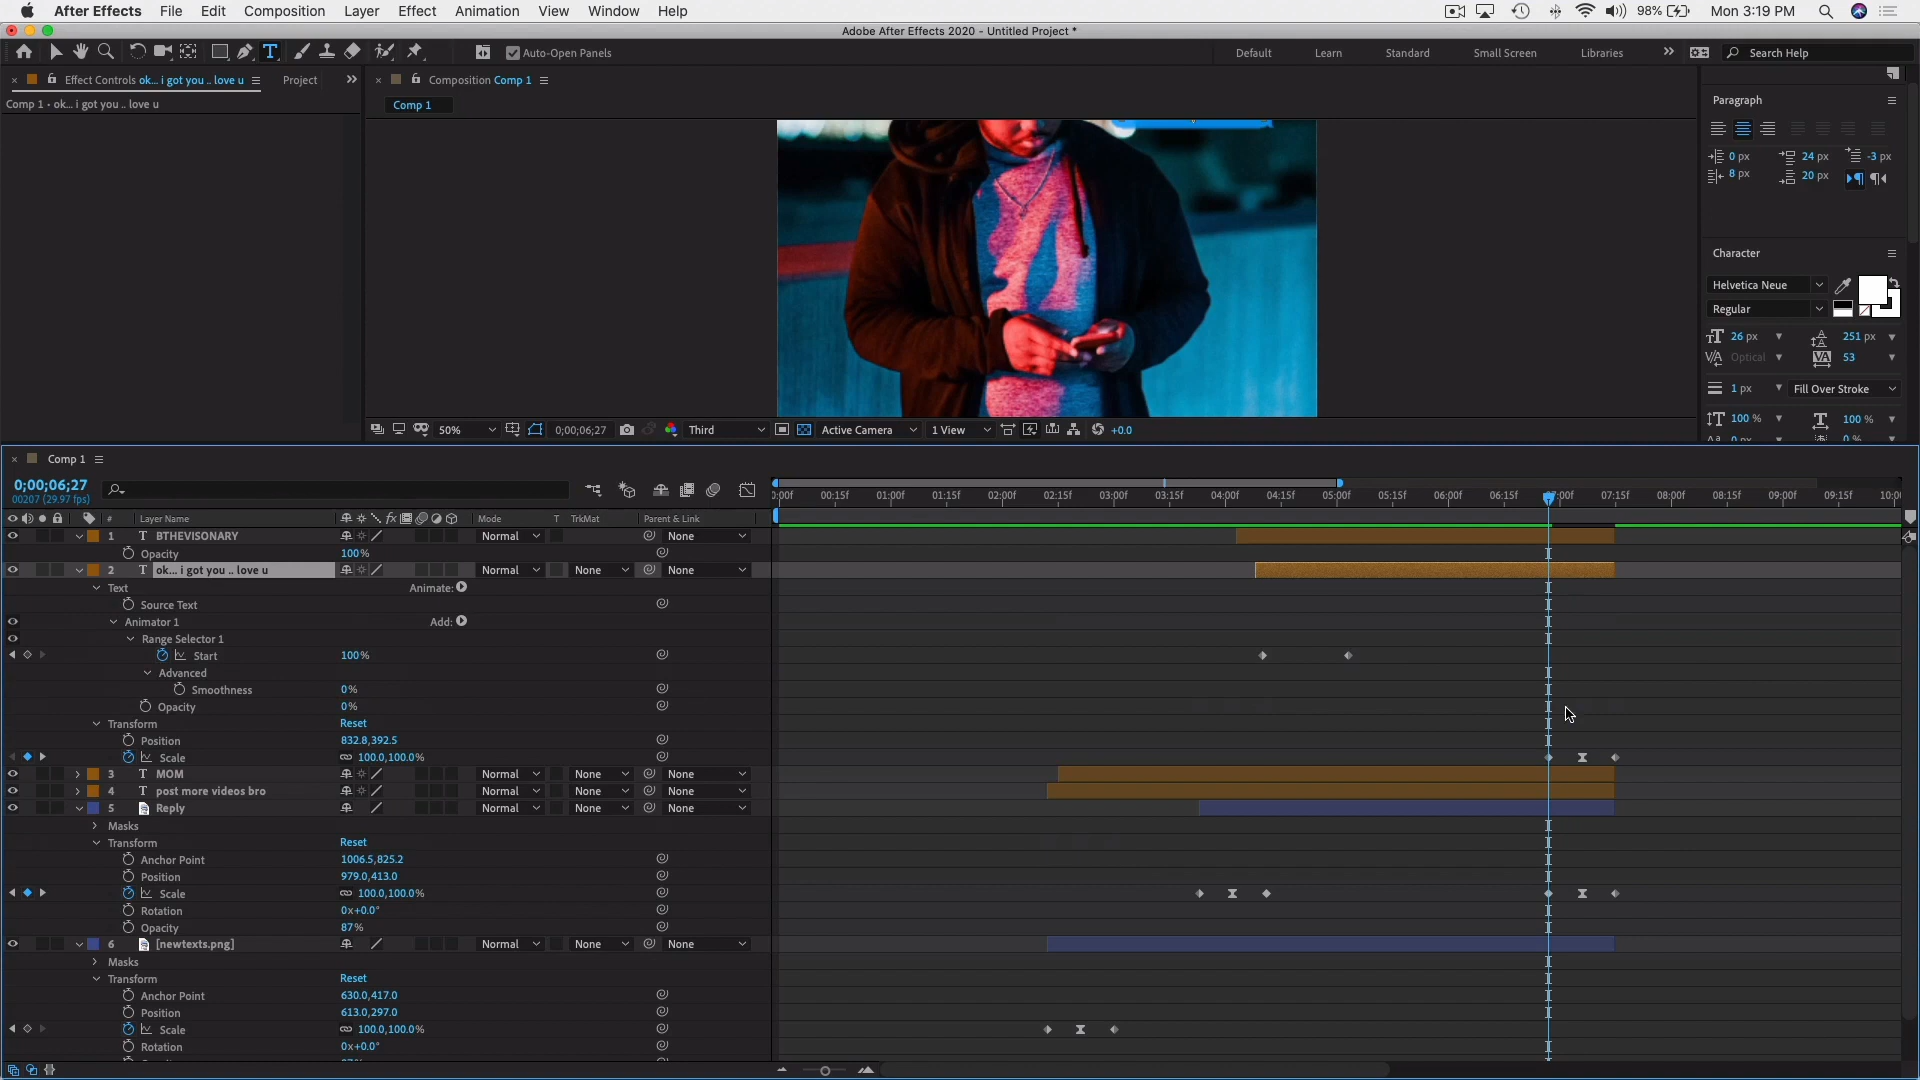 After Effects File Edit Composition Layer Effect Animation View Window Help 98% Mon 3:19 PM
Adobe After Effects 2020 - Untitled Project *
Auto-Open Panels Default Learn Standard Small Screen Libraries Search Help
Effect Controls ok... i got you .. love u Project Composition Comp 1
Comp 1 • ok... i got you .. love u
Comp 1
Paragraph
0 px 24 px -3 px
8 px 20 px
Character
Helvetica Neue
Regular
26 px 251 px
Optical 53
1 px Fill Over Stroke
100 % 100 %
0 px 0 %
50% 0;00;06;27 Third Active Camera 1 View +0.0
Comp 1
0;00;06;27
00207 (29.97 fps)
0:00f 00:15f 01:00f 01:15f 02:00f 02:15f 03:00f 03:15f 04:00f 04:15f 05:00f 05:15f 06:00f 06:15f 07:15f 08:00f 08:15f 09:00f 09:15f
# Layer Name fx Mode T TrkMat Parent & Link
1 T BTHEVISONARY Normal None
Opacity 100%
2 T ok... i got you .. love u Normal None None
Text Animate:
Source Text
Animator 1 Add:
Range Selector 1
Start 100%
Advanced
Smoothness 0%
Opacity 0%
Transform Reset
Position 832.8,392.5
Scale 100.0,100.0%
3 T MOM Normal None None
4 T post more videos bro Normal None None
5 Reply Normal None None
Masks
Transform Reset
Anchor Point 1006.5,825.2
Position 979.0,413.0
Scale 100.0,100.0%
Rotation 0x+0.0°
Opacity 87%
6 [newtexts.png] Normal None None
Masks
Transform Reset
Anchor Point 630.0,417.0
Position 613.0,297.0
Scale 100.0,100.0%
Rotation 0x+0.0°